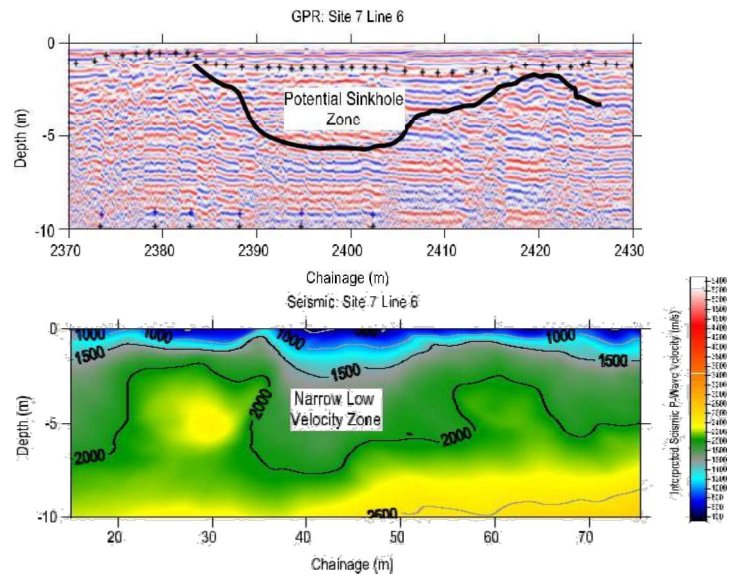 GPR: Site 7 Line 6
0
Potential Sinkhole
Zone
-5
-10
Depth (m)
2370 2380 2390 2400 2410 2420 2430
Chainage (m)
Seismic: Site 7 Line 6
0
1000 1000 1000 1000
1500 1500 1500
Narrow Low
Velocity Zone
2000 2000 2000
-5
2500
-10
Depth (m)
20 30 40 50 60 70
Chainage (m)
Interpreted Seismic P-Wave Velocity (m/s)